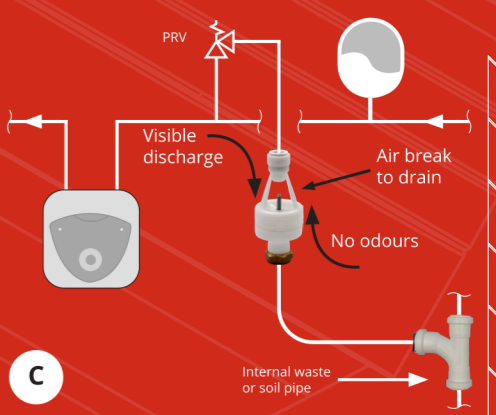 PRV
Visible
discharge
Air break
to drain
No odours
Internal waste
or soil pipe
C